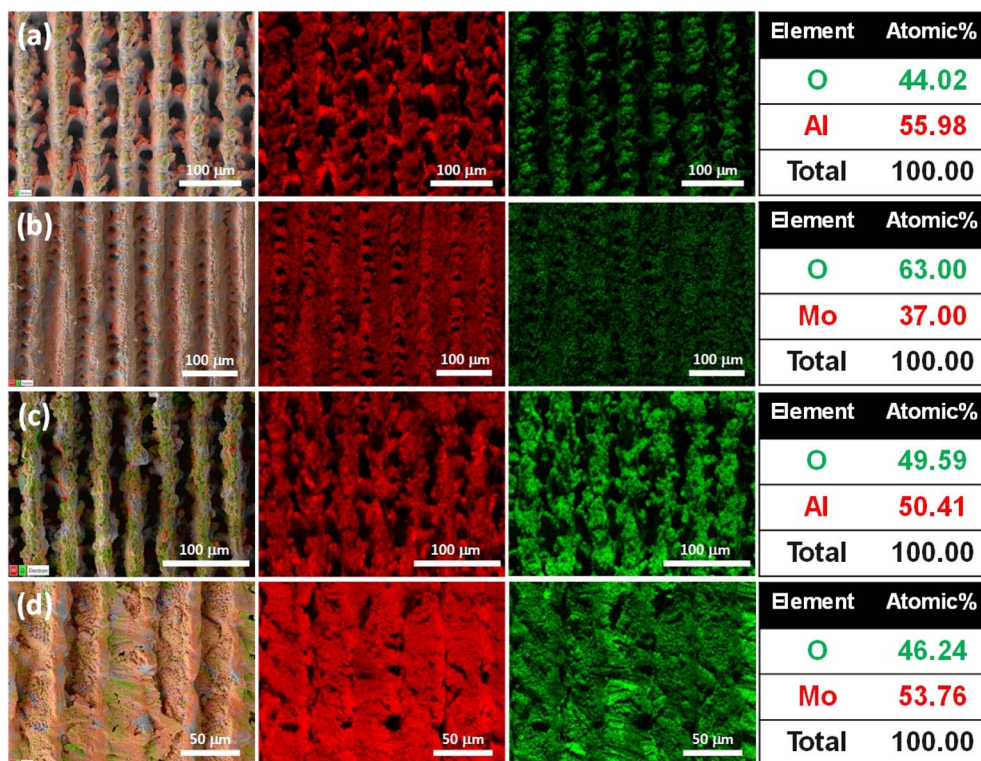 (a)
100 μm
100 μm
100 μm
Element Atomic%
O 44.02
Al 55.98
Total 100.00
(b)
100 μm
100 μm
100 μm
Element Atomic%
O 63.00
Mo 37.00
Total 100.00
(c)
100 μm
100 μm
100 μm
Element Atomic%
O 49.59
Al 50.41
Total 100.00
(d)
50 μm
50 μm
50 μm
Element Atomic%
O 46.24
Mo 53.76
Total 100.00